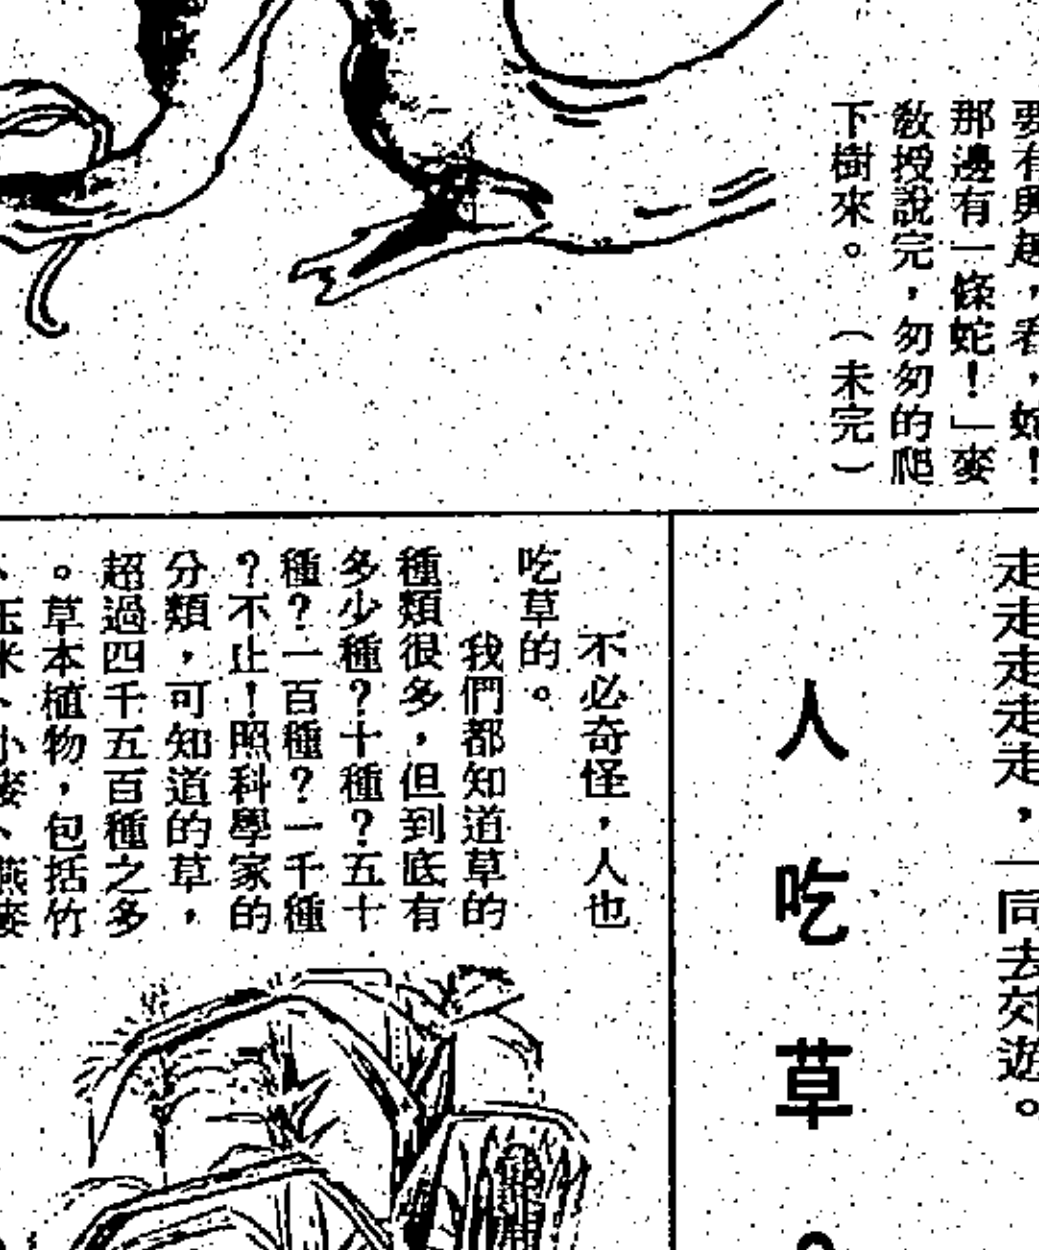 要有興趣，看，蛇！
那邊有一條蛇！」麥
教授說完，匆匆的爬
下樹來。　（未完）
走走走走走，一同去郊遊。
人吃草？
不必奇怪，人也
吃草的。
我們都知道草的
種類很多，但到底有
多少種？十種？五十
種？一百種？一千種
？不止！照科學家的
分類，可知道的草，
超過四千五百種之多
。草本植物，包括竹
、玉米、小麥、燕麥